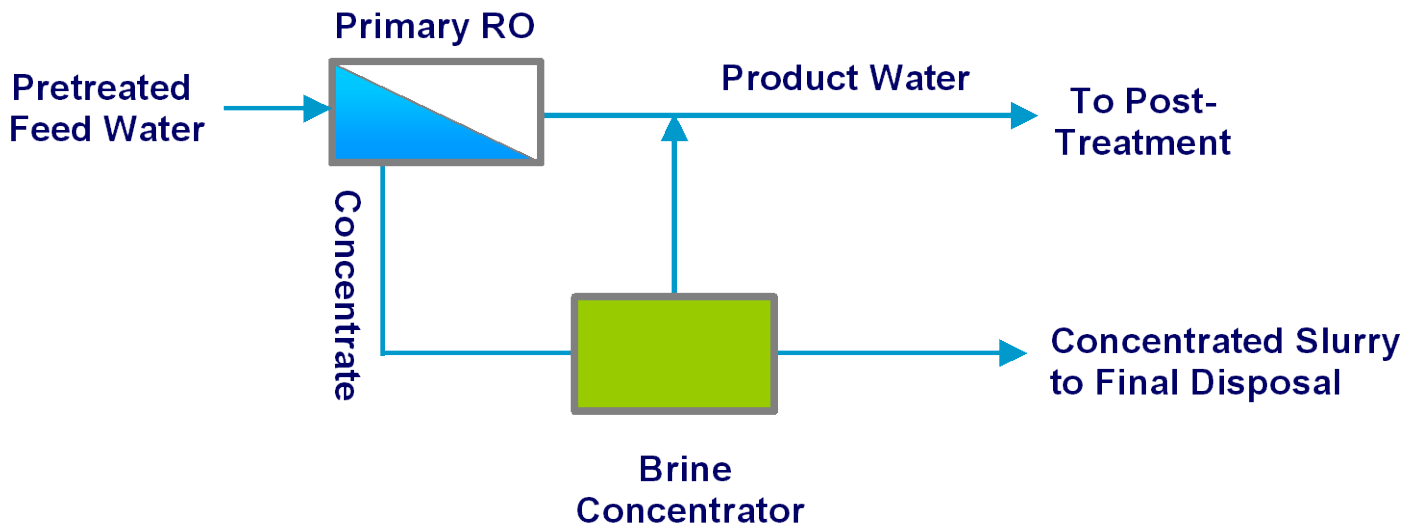 Primary RO
Pretreated
Feed Water
Product Water
To Post-
Treatment
Concentrate
Concentrated Slurry
to Final Disposal
Brine
Concentrator